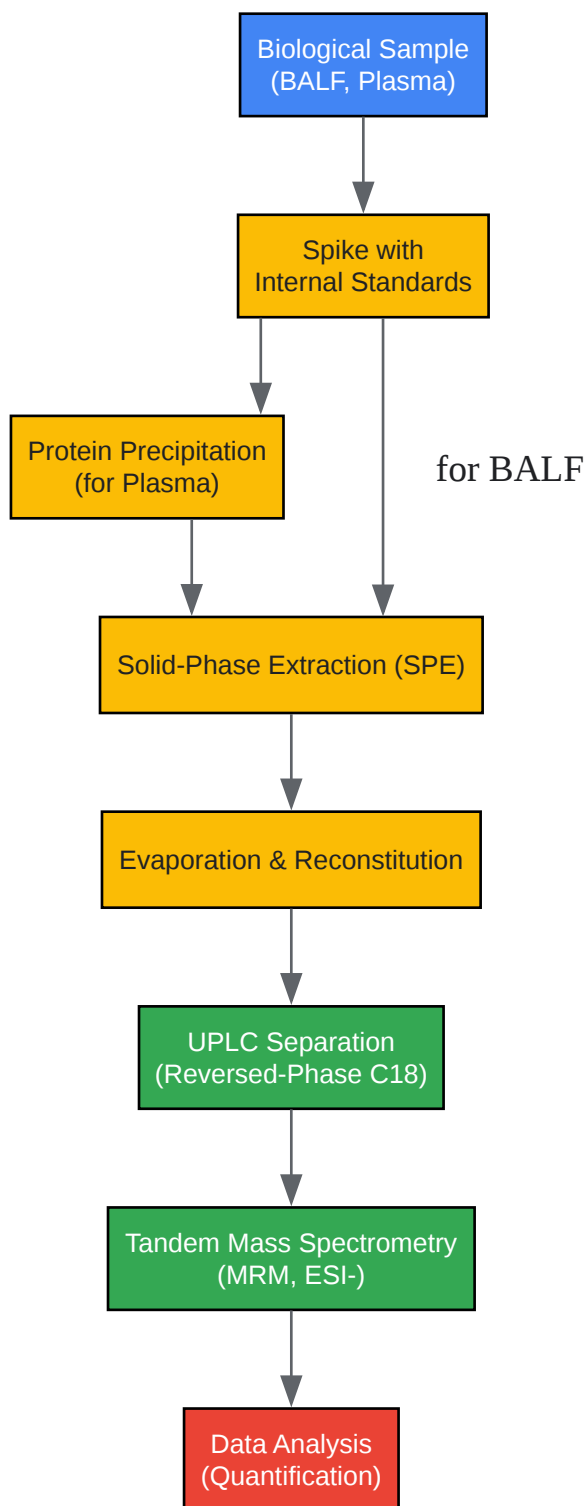 Biological Sample
(BALF, Plasma)
Spike with
Internal Standards
Protein Precipitation
(for Plasma)
for BALF
Solid-Phase Extraction (SPE)
Evaporation & Reconstitution
UPLC Separation
(Reversed-Phase C18)
Tandem Mass Spectrometry
(MRM, ESI-)
Data Analysis
(Quantification)